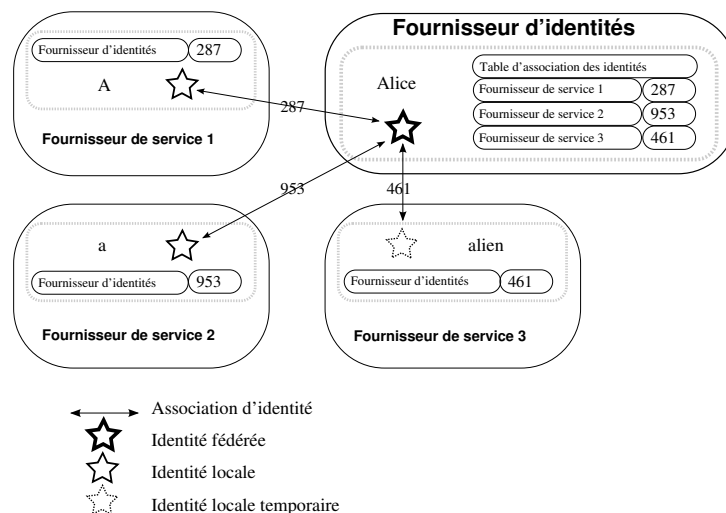 Fournisseur d'identités 287
A
287
Fournisseur de service 1
Fournisseur d'identités
Alice
Table d'association des identités
Fournisseur de service 1 287
Fournisseur de service 2 953
Fournisseur de service 3 461
953
461
a
Fournisseur d'identités 953
Fournisseur de service 2
alien
Fournisseur d'identités 461
Fournisseur de service 3
Association d'identité
Identité fédérée
Identité locale
Identité locale temporaire